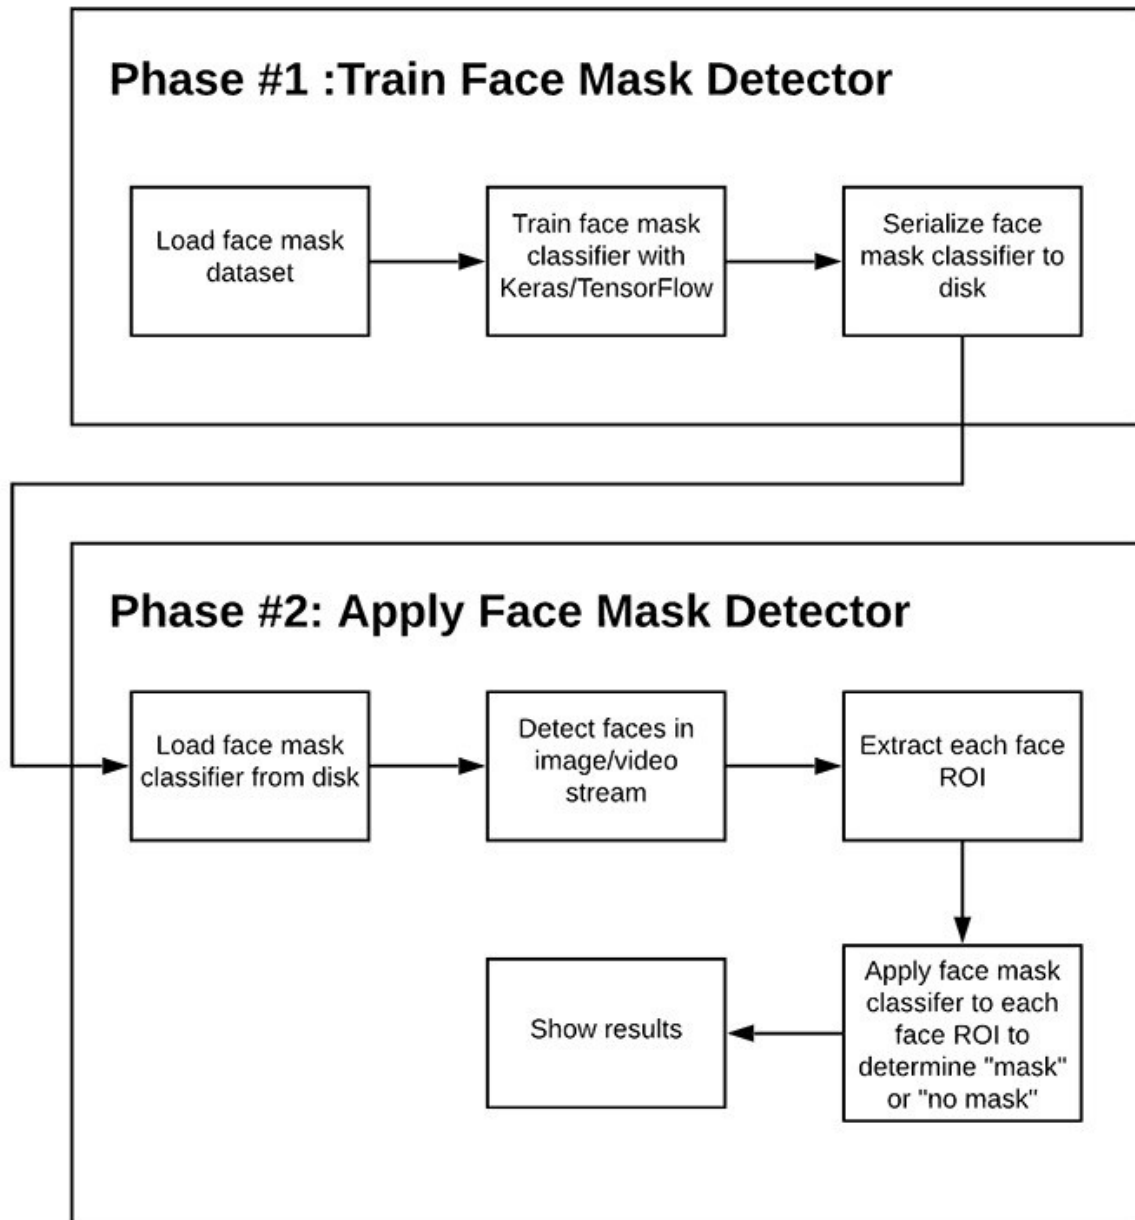 Phase #1 :Train Face Mask Detector
Load face mask
dataset
Train face mask
classifier with
Keras/TensorFlow
Serialize face
mask classifier to
disk
Phase #2: Apply Face Mask Detector
Load face mask
classifier from disk
Detect faces in
image/video
stream
Extract each face
ROI
Apply face mask
classifer to each
face ROI to
determine "mask"
or "no mask"
Show results